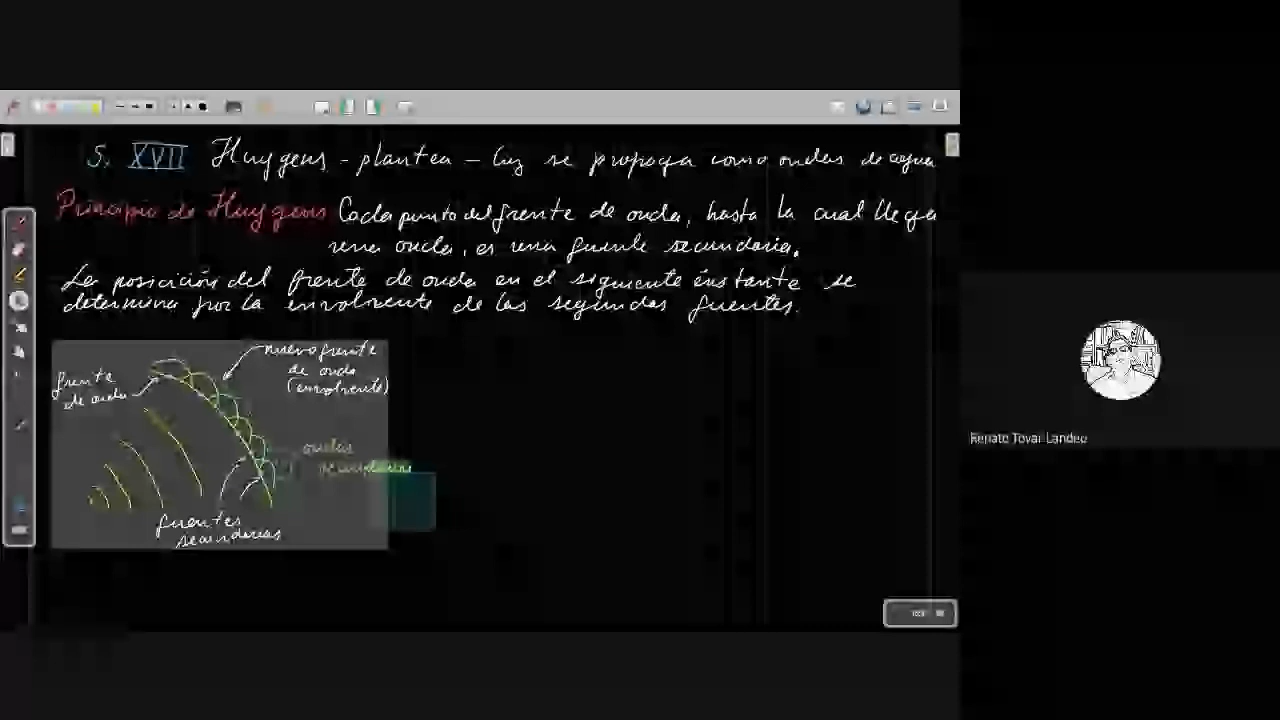 S. XVII Huygens - plantea - luz se propaga como ondas de agua
Principio de Huygens Cada punto del frente de onda, hasta la cual llega
una onda, es una fuente secundaria.
La posición del frente de onda en el siguiente instante se
determina por la envolvente de las segundas fuentes.
nuevo frente
de onda
(envolvente)
frente
de onda
ondas
secundarias
fuentes
secundarias
Renato Tovar Landeo